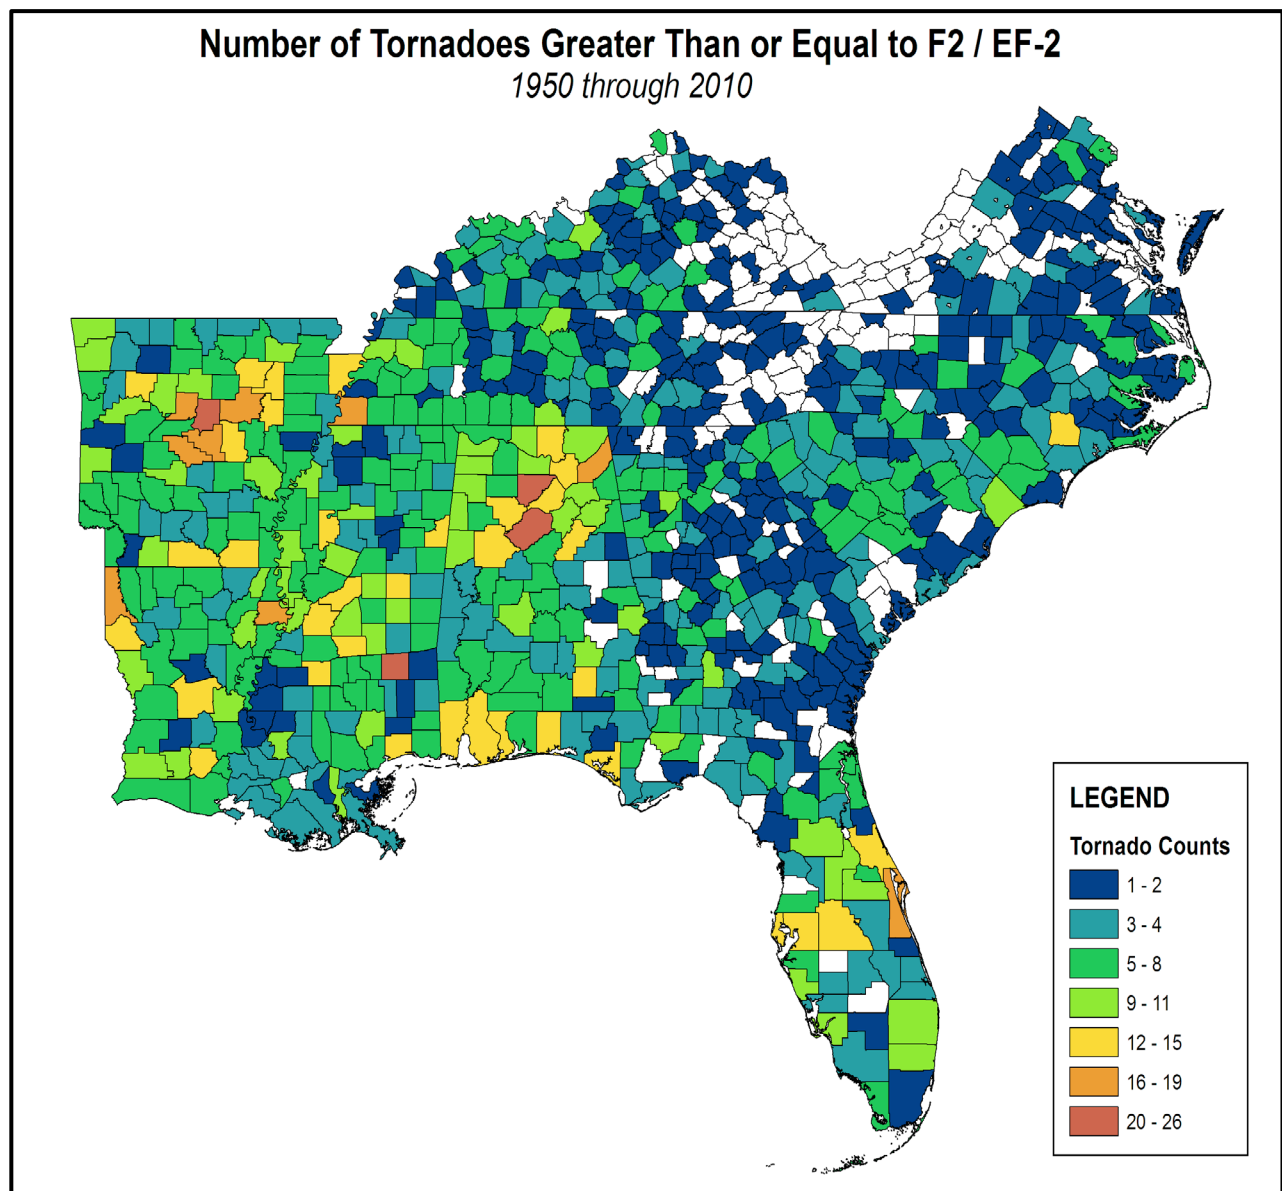 Number of Tornadoes Greater Than or Equal to F2 / EF-2
1950 through 2010
LEGEND
Tornado Counts
1 - 2
3 - 4
5 - 8
9 - 11
12 - 15
16 - 19
20 - 26